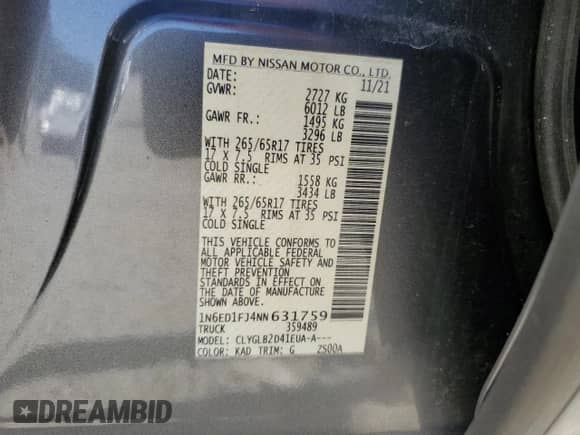 MFD BY NISSAN MOTOR CO., LTD.
DATE: 11/21
GVWR: 2727 KG
6012 LB
GAWR FR.: 1495 KG
3296 LB
WITH 265/65R17 TIRES
17 X 7.5 RIMS AT 35 PSI
COLD SINGLE
GAWR RR.: 1558 KG
3434 LB
WITH 265/65R17 TIRES
17 X 7.5 RIMS AT 35 PSI
COLD SINGLE
THIS VEHICLE CONFORMS TO
ALL APPLICABLE FEDERAL
MOTOR VEHICLE SAFETY AND
THEFT PREVENTION
STANDARDS IN EFFECT ON
THE DATE OF MANUFACTURE
SHOWN ABOVE.
1N6ED1FJ4NN631759
TRUCK 359489
MODEL: CLYGLB2D41EUA-A---
COLOR: KAD TRIM: G 2S00A
DREAMBID